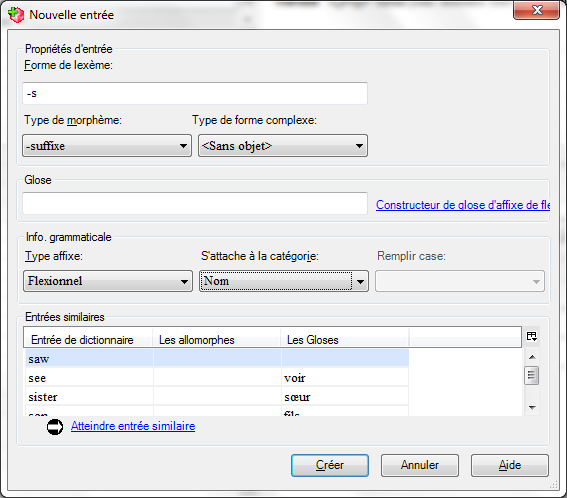 Nouvelle entrée
Propriétés d'entrée
Forme de lexème:
-s
Type de morphème: Type de forme complexe:
-suffixe <Sans objet>
Glose
Constructeur de glose d'affixe de fle
Info. grammaticale
Type affixe: S'attache à la catégorie: Remplir case:
Flexionnel Nom
Entrées similaires
Entrée de dictionnaire Les allomorphes Les Gloses
saw
see voir
sister sœur
son fils
Atteindre entrée similaire
Créer Annuler Aide